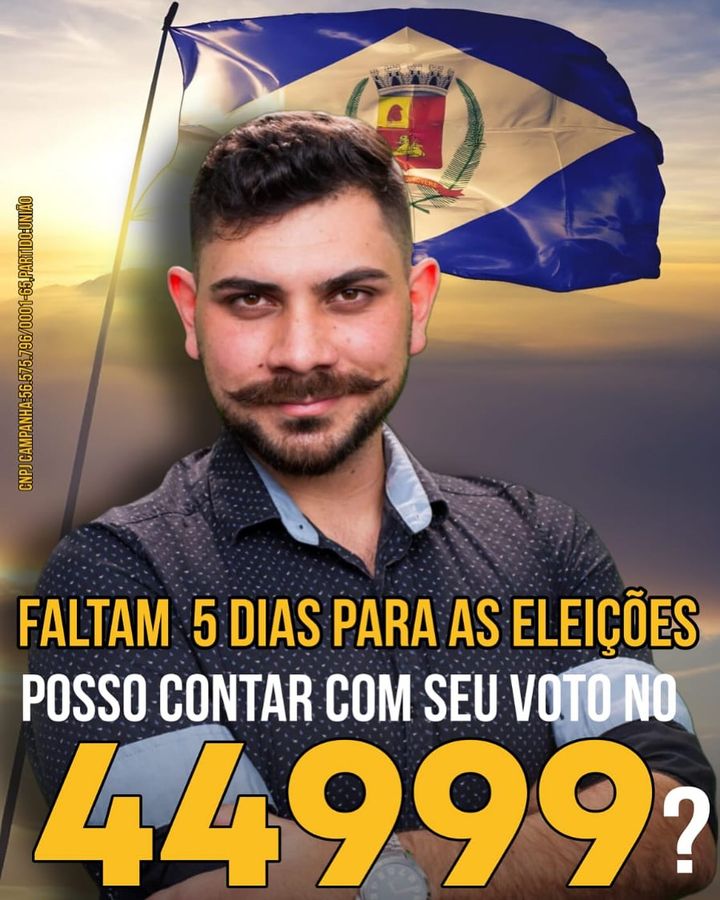 CNPJ CAMPANHA:56.575.796/0001-65,PARTIDO:UNIÃO
FALTAM 5 DIAS PARA AS ELEIÇÕES
POSSO CONTAR COM SEU VOTO NO
44999?